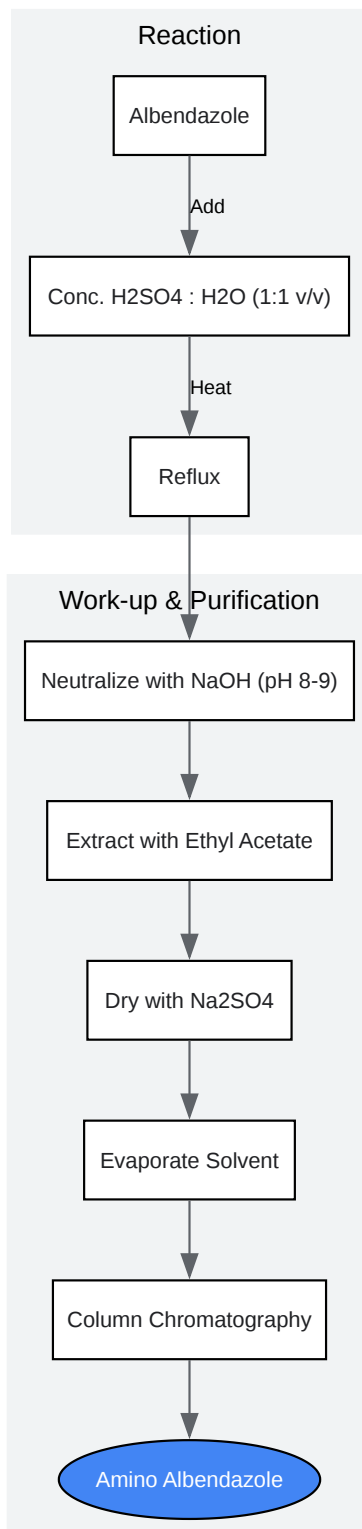 Reaction
Albendazole
Add
Conc. H2SO4 : H2O (1:1 v/v)
Heat
Reflux
Work-up & Purification
Neutralize with NaOH (pH 8-9)
Extract with Ethyl Acetate
Dry with Na2SO4
Evaporate Solvent
Column Chromatography
Amino Albendazole